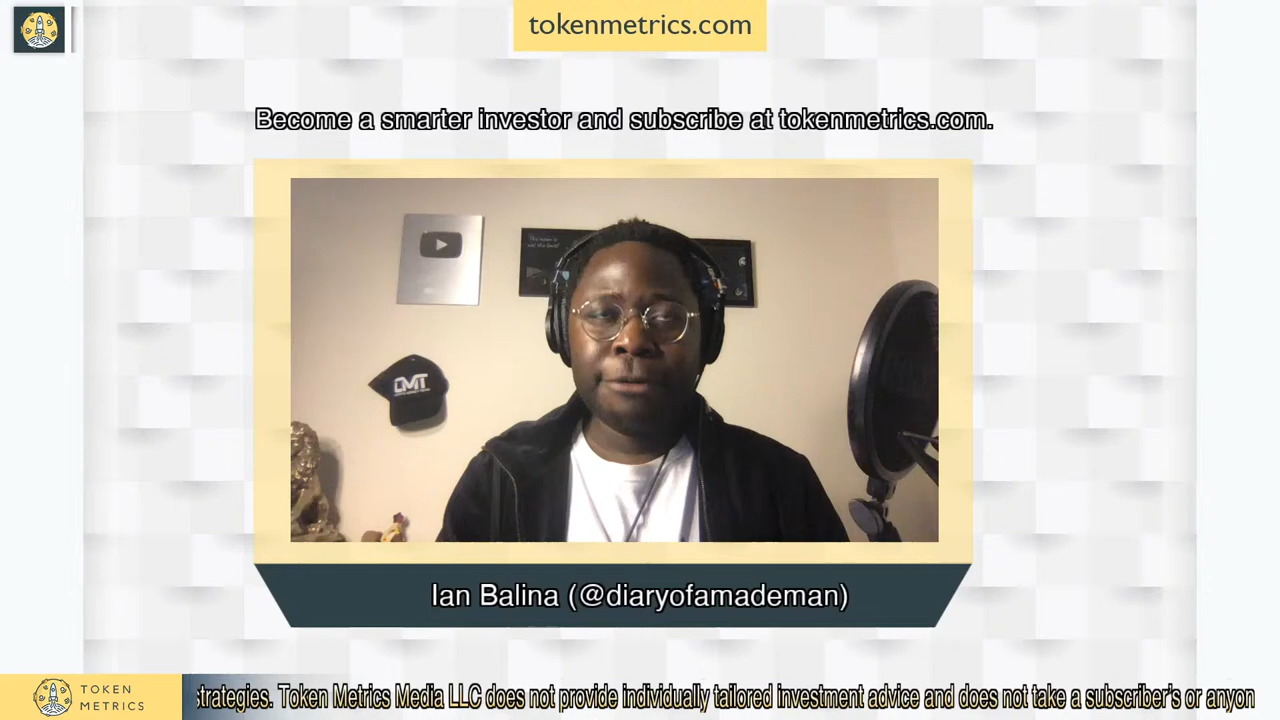 tokenmetrics.com
Become a smarter investor and subscribe at tokenmetrics.com.
Ian Balina (@diaryofamademan)
TOKEN
METRICS
strategies. Token Metrics Media LLC does not provide individually tailored investment advice and does not take a subscriber's or anyon